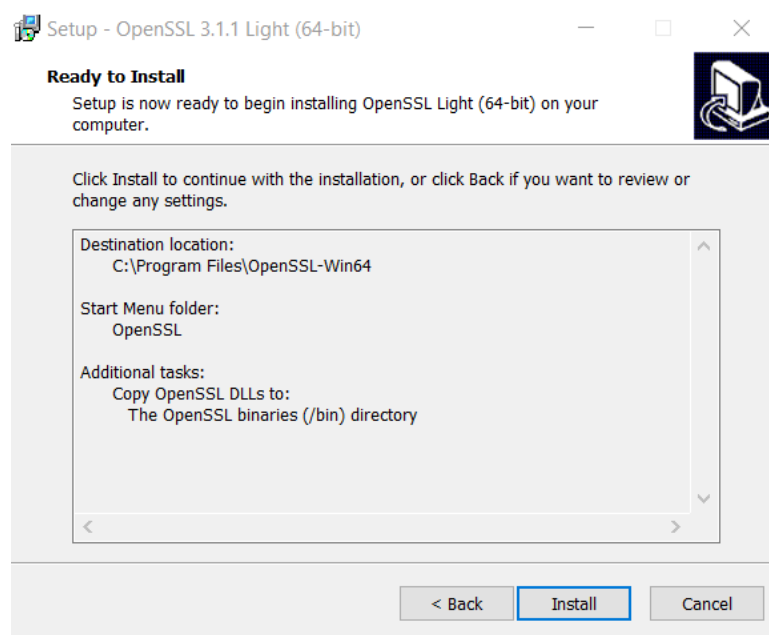 Setup - OpenSSL 3.1.1 Light (64-bit)
Ready to Install
Setup is now ready to begin installing OpenSSL Light (64-bit) on your
computer.
Click Install to continue with the installation, or click Back if you want to review or
change any settings.
Destination location:
C:\Program Files\OpenSSL-Win64
Start Menu folder:
OpenSSL
Additional tasks:
Copy OpenSSL DLLs to:
The OpenSSL binaries (/bin) directory
< Back
Install
Cancel